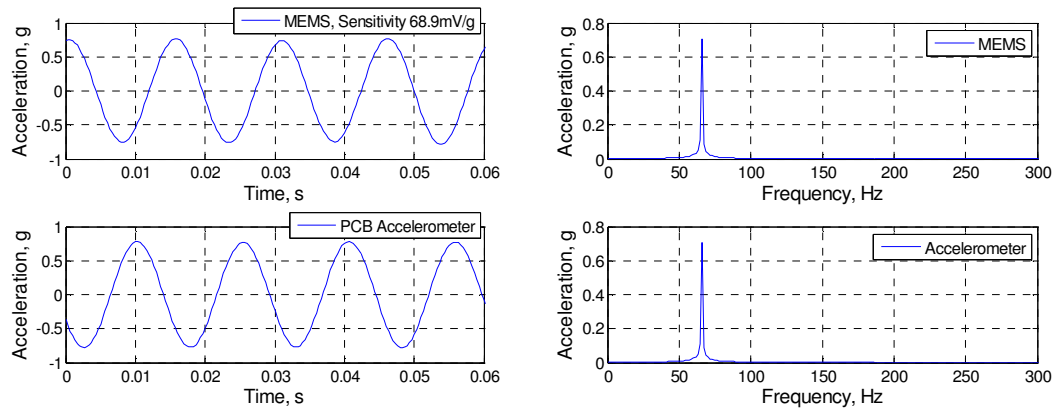 MEMS, Sensitivity 68.9mV/g
Acceleration, g
1
0.5
0
-0.5
-1
0 0.01 0.02 0.03 0.04 0.05 0.06
Time, s
MEMS
Acceleration, g
0.8
0.6
0.4
0.2
0
0 50 100 150 200 250 300
Frequency, Hz
PCB Accelerometer
Acceleration, g
1
0.5
0
-0.5
-1
0 0.01 0.02 0.03 0.04 0.05 0.06
Time, s
Accelerometer
Acceleration, g
0.8
0.6
0.4
0.2
0
0 50 100 150 200 250 300
Frequency, Hz